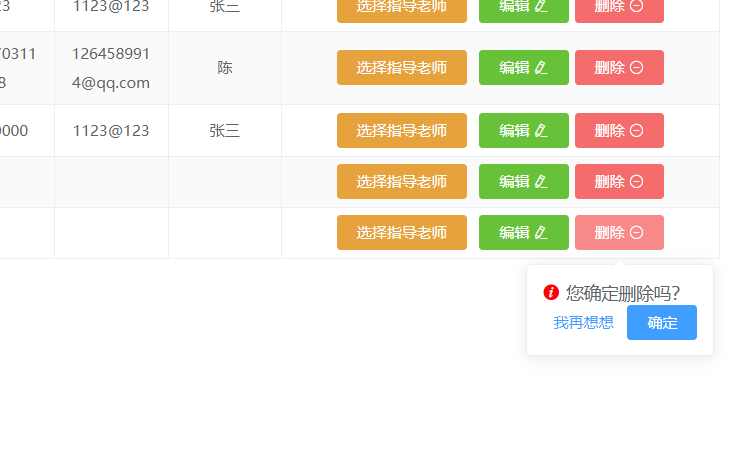 23 1123@123 张三 选择指导老师 编辑 删除
70311 126458991
8 4@qq.com 陈 选择指导老师 编辑 删除
0000 1123@123 张三 选择指导老师 编辑 删除
选择指导老师 编辑 删除
选择指导老师 编辑 删除
您确定删除吗?
我再想想 确定